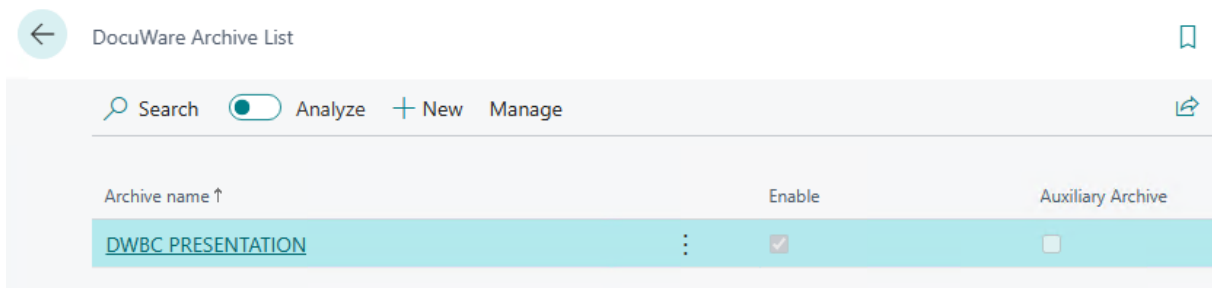 DocuWare Archive List
Search Analyze + New Manage
Archive name ↑ Enable Auxiliary Archive
DWBC PRESENTATION